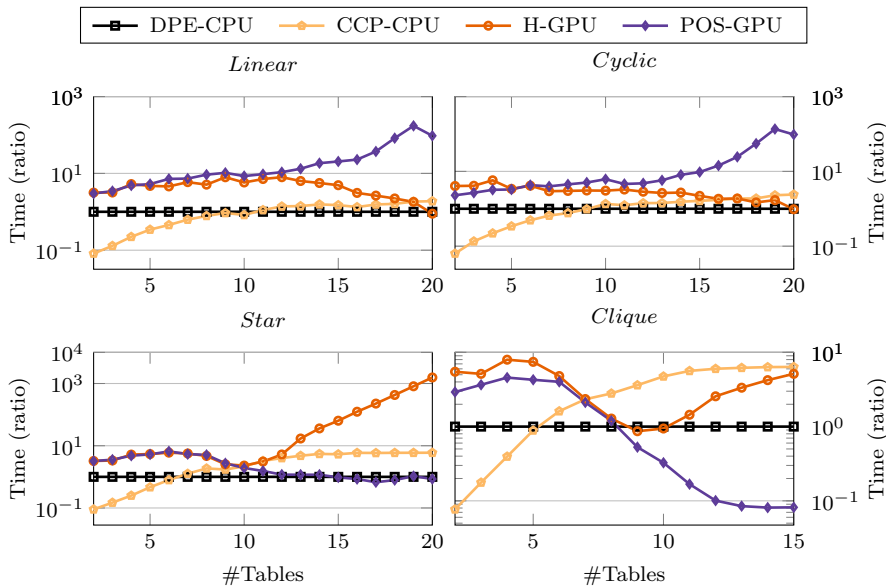 DPE-CPU CCP-CPU H-GPU POS-GPU
Linear
Cyclic
Time (ratio)
10^3
10^1
10^−1
5 10 15 20
Time (ratio)
10^3
10^1
10^−1
5 10 15 20
Star
Clique
Time (ratio)
10^4
10^3
10^1
10^−1
5 10 15 20
#Tables
Time (ratio)
10^1
10^0
10^−1
5 10 15
#Tables